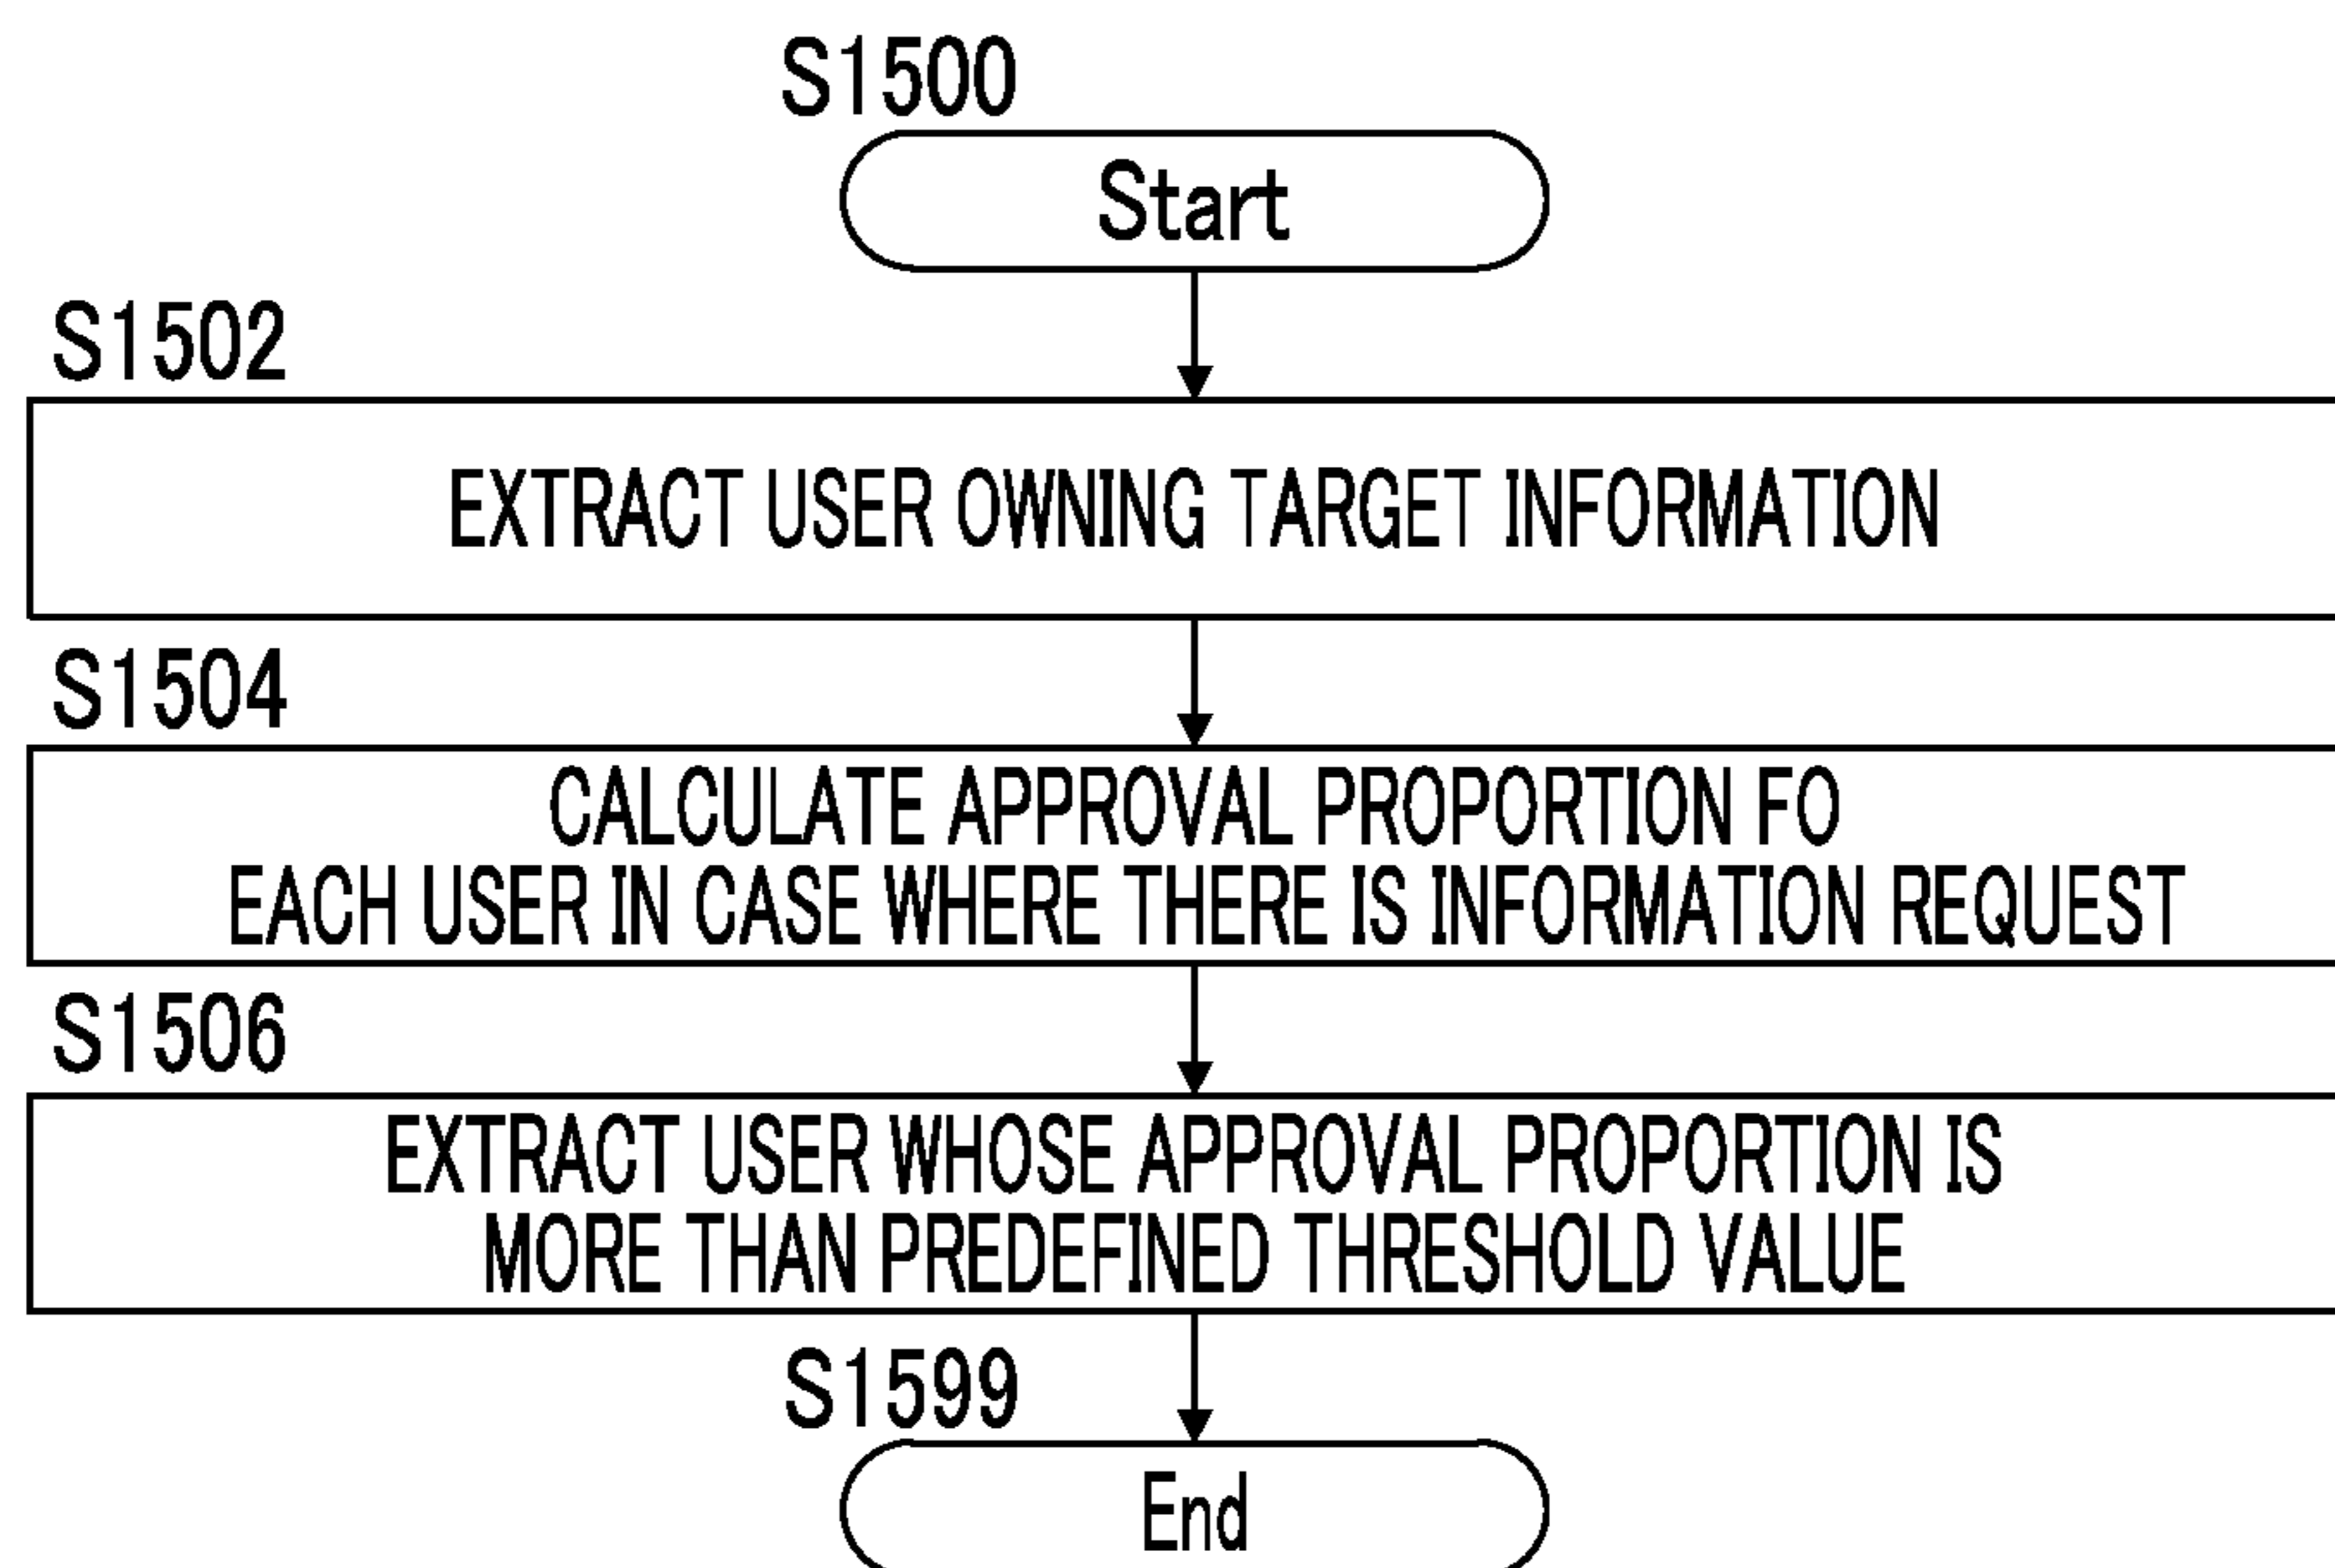 S1500
Start
S1502
EXTRACT USER OWNING TARGET INFORMATION
S1504
CALCULATE APPROVAL PROPORTION FO
EACH USER IN CASE WHERE THERE IS INFORMATION REQUEST
S1506
EXTRACT USER WHOSE APPROVAL PROPORTION IS
MORE THAN PREDEFINED THRESHOLD VALUE
S1599
End